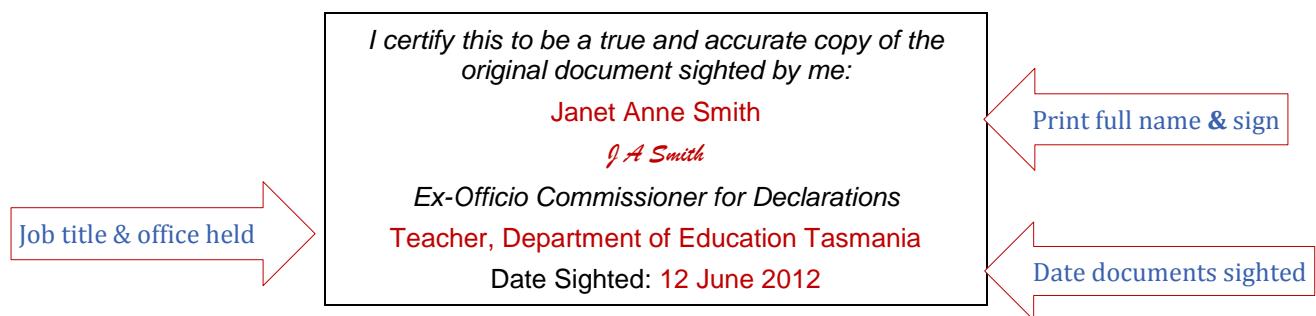 I certify this to be a true and accurate copy of the
original document sighted by me:
Janet Anne Smith
J A Smith
Ex-Officio Commissioner for Declarations
Teacher, Department of Education Tasmania
Date Sighted: 12 June 2012
Print full name & sign
Job title & office held
Date documents sighted